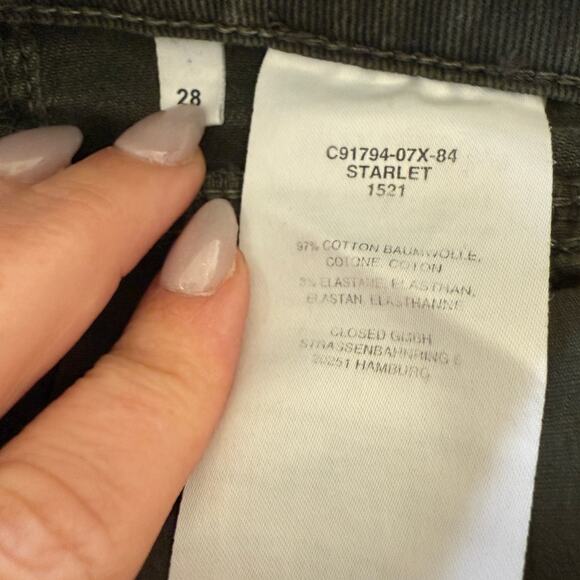 28
C91794-07X-84
STARLET
1521
97% COTTON BAUMWOLLE,
COTONE, COTON
3% ELASTANE, ELASTHAN,
ELASTAN, ELASTHANNE
CLOSED GMBH
STRASSENBAHNRING 6
20251 HAMBURG